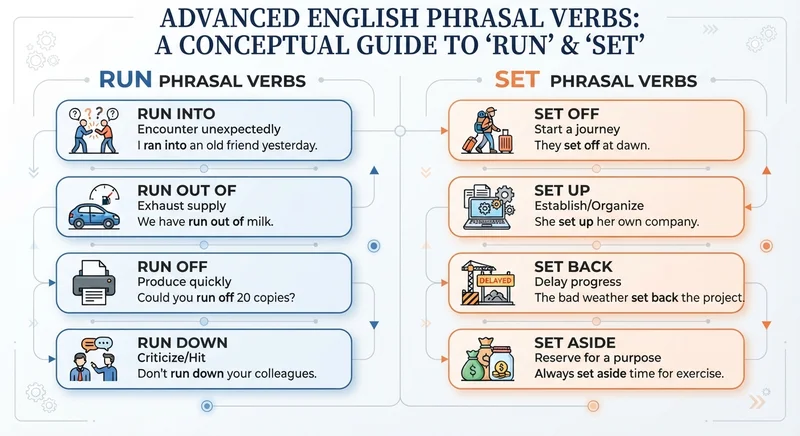 ADVANCED ENGLISH PHRASAL VERBS:
A CONCEPTUAL GUIDE TO ‘RUN’ & ‘SET’
RUN PHRASAL VERBS
RUN INTO
Encounter unexpectedly
I ran into an old friend yesterday.
RUN OUT OF
Exhaust supply
We have run out of milk.
RUN OFF
Produce quickly
Could you run off 20 copies?
RUN DOWN
Criticize/Hit
Don't run down your colleagues.
SET PHRASAL VERBS
SET OFF
Start a journey
They set off at dawn.
SET UP
Establish/Organize
She set up her own company.
DELAYED
SET BACK
Delay progress
The bad weather set back the project.
SET ASIDE
Reserve for a purpose
Always set aside time for exercise.